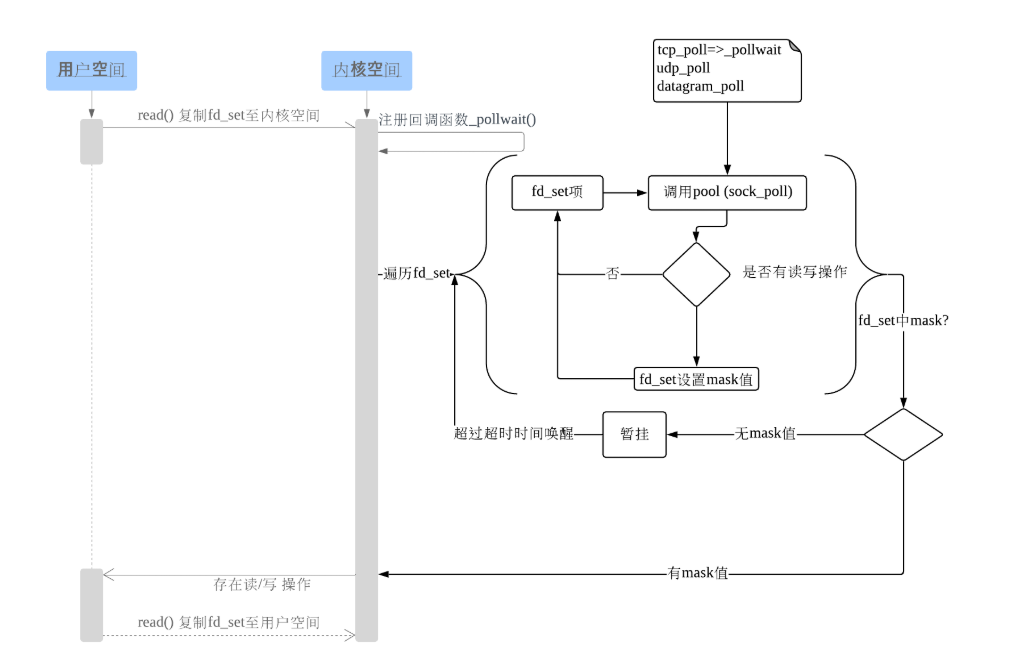 tcp_poll=>_pollwait
udp_poll
datagram_poll
用户空间
内核空间
read() 复制fd_set至内核空间
注册回调函数_pollwait()
fd_set项
调用pool (sock_poll)
遍历fd_set
否
是否有读写操作
fd_set中mask?
fd_set设置mask值
超过超时时间唤醒
暂挂
无mask值
有mask值
存在读/写 操作
read() 复制fd_set至用户空间